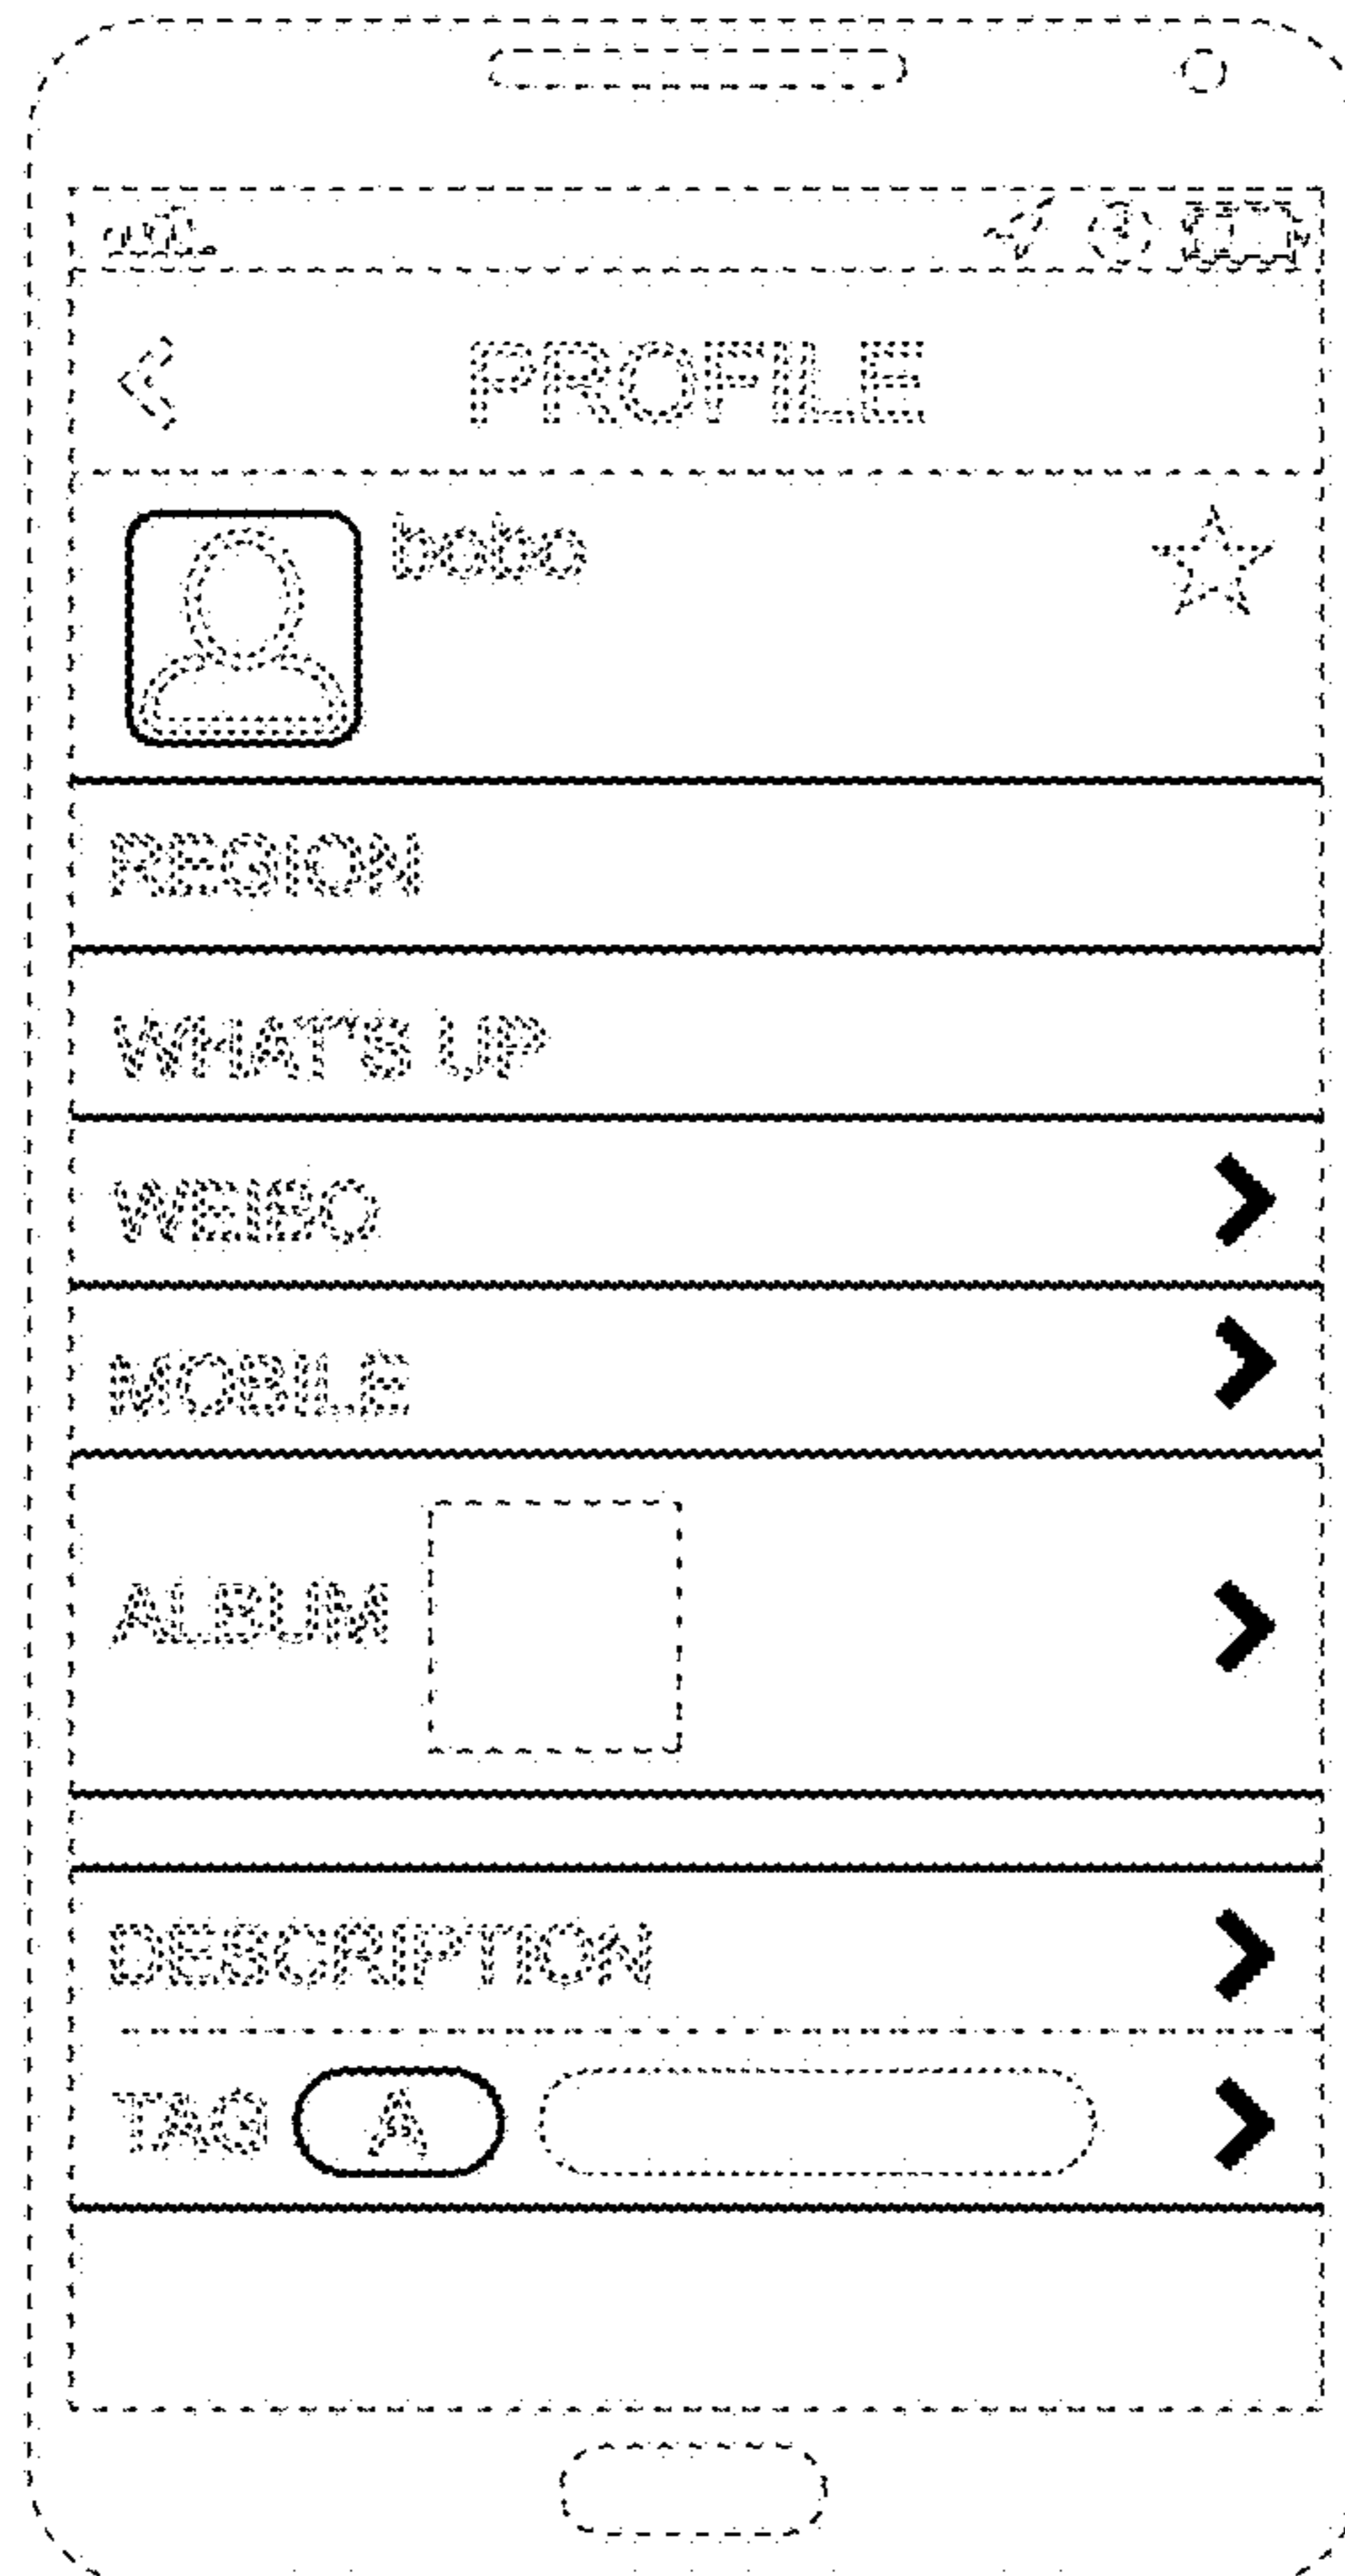 PROFILE
bobo
REGION
WHAT'S UP
WEIBO
MOBILE
ALBUM
DESCRIPTION
TAG A